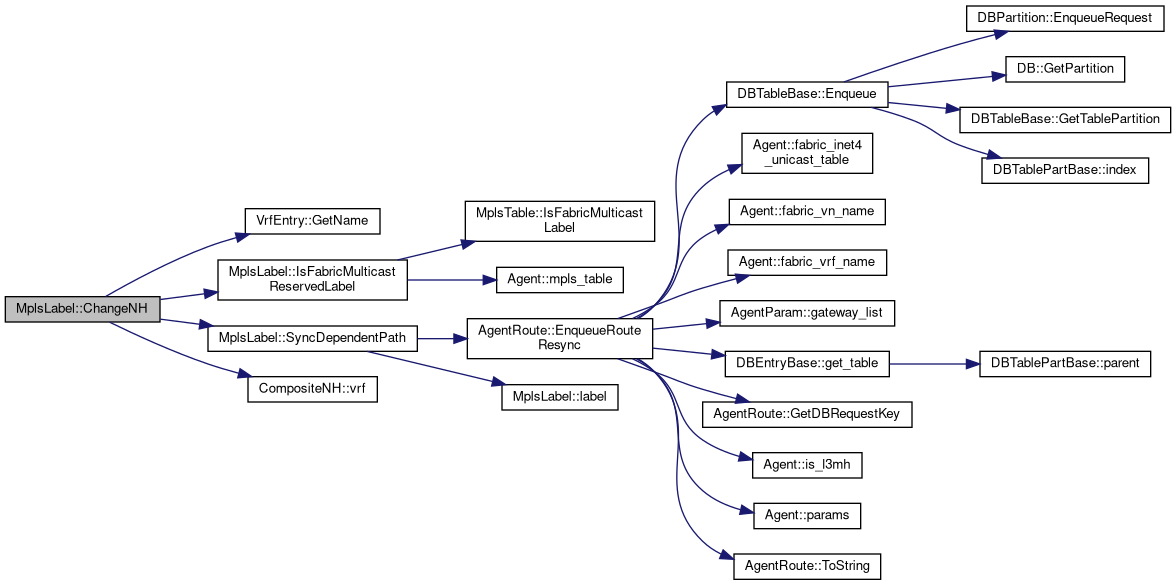 MplsLabel::ChangeNH
VrfEntry::GetName
MplsLabel::IsFabricMulticast
ReservedLabel
MplsLabel::SyncDependentPath
CompositeNH::vrf
MplsTable::IsFabricMulticast
Label
Agent::mpls_table
AgentRoute::EnqueueRoute
Resync
MplsLabel::label
DBTableBase::Enqueue
Agent::fabric_inet4
_unicast_table
Agent::fabric_vn_name
Agent::fabric_vrf_name
AgentParam::gateway_list
DBEntryBase::get_table
AgentRoute::GetDBRequestKey
Agent::is_l3mh
Agent::params
AgentRoute::ToString
DBPartition::EnqueueRequest
DB::GetPartition
DBTableBase::GetTablePartition
DBTablePartBase::index
DBTablePartBase::parent